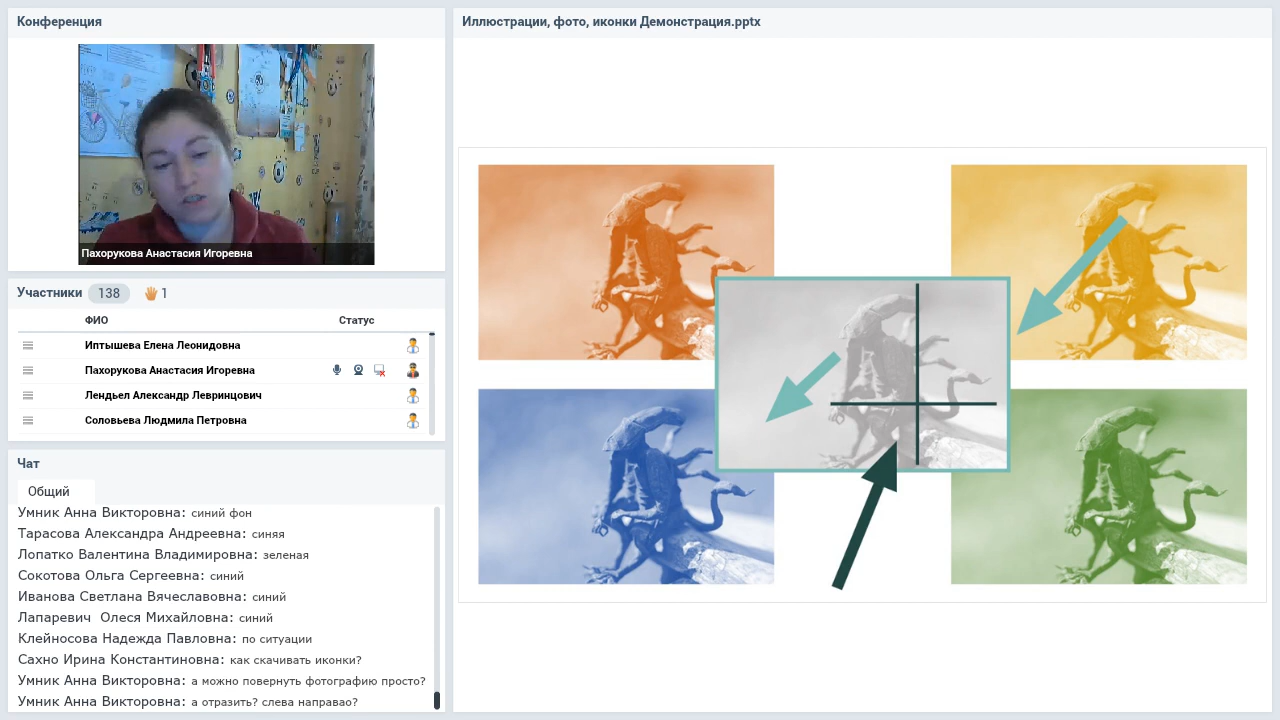 Конференция
Пахорукова Анастасия Игоревна
Участники 138 1
ФИО Статус
Иптышева Елена Леонидовна
Пахорукова Анастасия Игоревна
Лендьел Александр Левринцович
Соловьева Людмила Петровна
Чат
Общий
Умник Анна Викторовна: синий фон
Тарасова Александра Андреевна: синяя
Лопатко Валентина Владимировна: зеленая
Сокотова Ольга Сергеевна: синий
Иванова Светлана Вячеславовна: синий
Лапаревич Олеся Михайловна: синий
Клейносова Надежда Павловна: по ситуации
Сахно Ирина Константиновна: как скачивать иконки?
Умник Анна Викторовна: а можно повернуть фотографию просто?
Умник Анна Викторовна: а отразить? слева направао?
Иллюстрации, фото, иконки Демонстрация.pptx